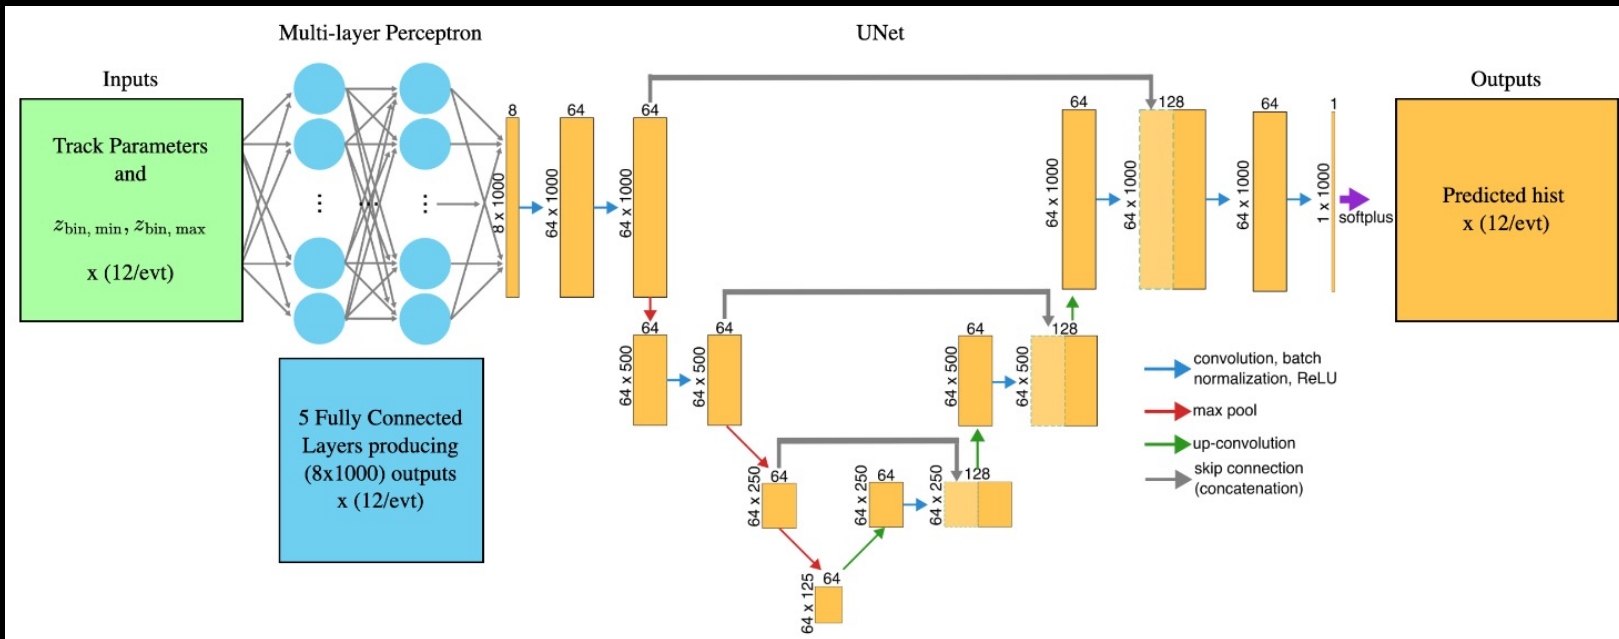 Multi-layer Perceptron
UNet
Inputs
Outputs
Track Parameters
and
z_bin, min, z_bin, max
x (12/evt)
...
...
...
5 Fully Connected
Layers producing
(8x1000) outputs
x (12/evt)
8
8 x 1000
64
64 x 1000
64
64 x 1000
64
64 x 500
64
64 x 500
64
64 x 250
64
64 x 125
64
64 x 250
128
64 x 250
64
64 x 500
128
64 x 500
64
64 x 1000
128
64 x 1000
64
64 x 1000
1
1 x 1000
softplus
Predicted hist
x (12/evt)
convolution, batch
normalization, ReLU
max pool
up-convolution
skip connection
(concatenation)